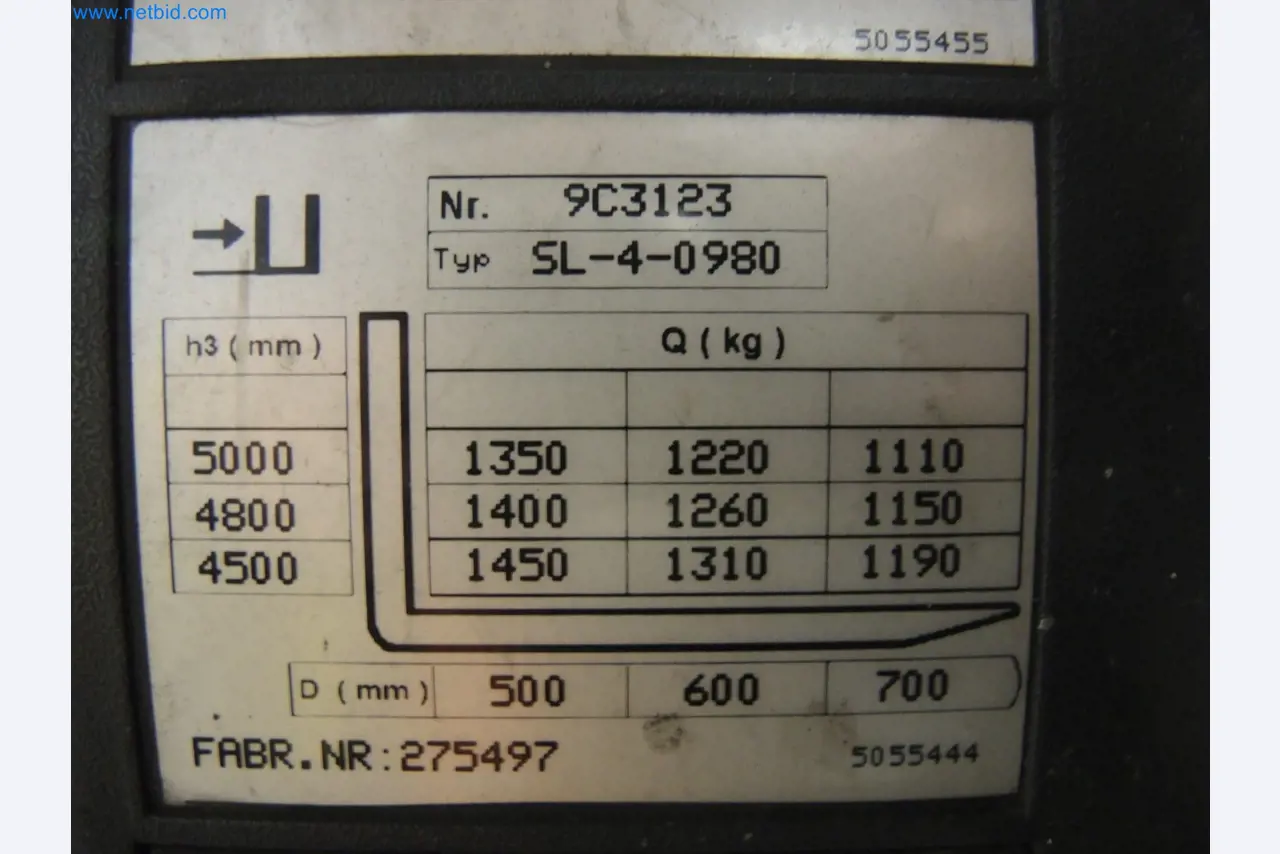 www.netbid.com
5055455
Nr. 9C3123
Typ SL-4-0980
h3 (mm) Q (kg)
5000 1350 1220 1110
4800 1400 1260 1150
4500 1450 1310 1190
D (mm) 500 600 700
FABR.NR:275497 5055444